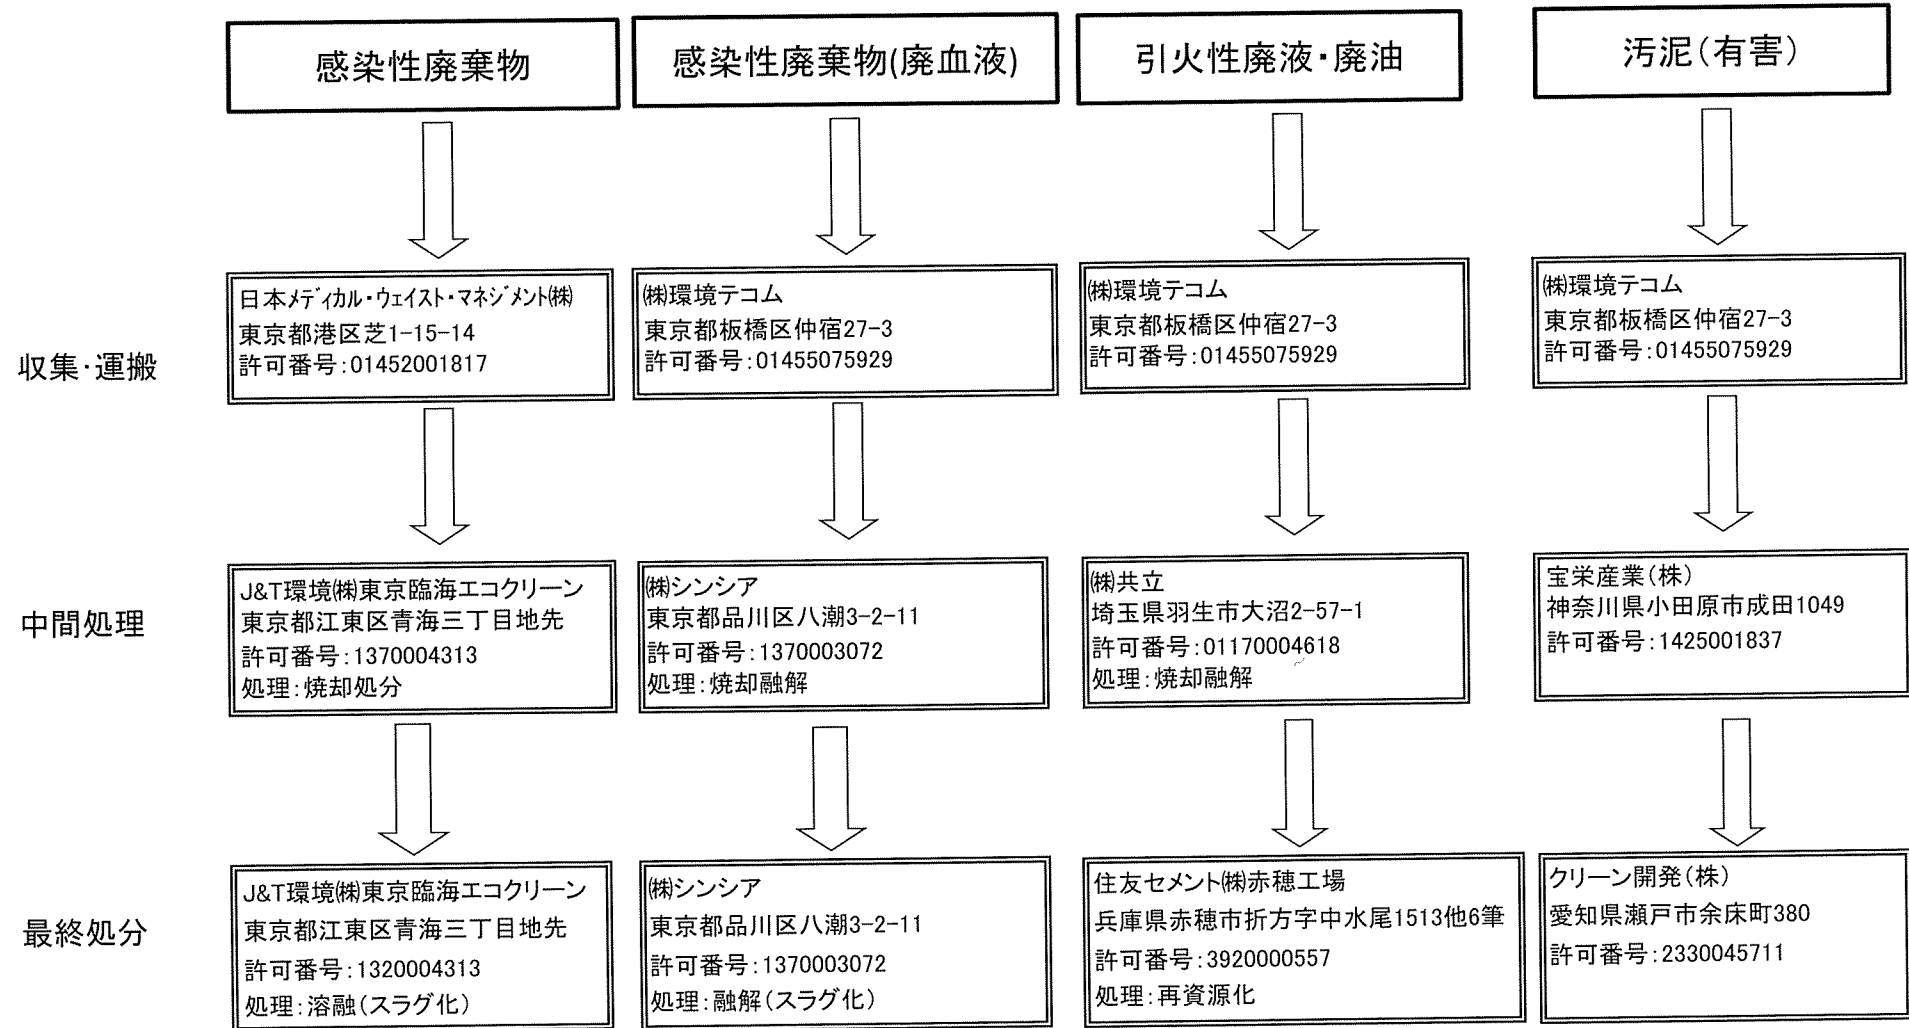 感染性廃棄物
感染性廃棄物(廃血液)
引火性廃液・廃油
汚泥(有害)
収集・運搬
日本メディカル・ウェイスト・マネジメント㈱
東京都港区芝1-15-14
許可番号:01452001817
㈱環境テコム
東京都板橋区仲宿27-3
許可番号:01455075929
㈱環境テコム
東京都板橋区仲宿27-3
許可番号:01455075929
㈱環境テコム
東京都板橋区仲宿27-3
許可番号:01455075929
中間処理
J&T環境㈱東京臨海エコクリーン
東京都江東区青海三丁目地先
許可番号:1370004313
処理:焼却処分
㈱シンシア
東京都品川区八潮3-2-11
許可番号:1370003072
処理:焼却融解
㈱共立
埼玉県羽生市大沼2-57-1
許可番号:01170004618
処理:焼却融解
宝栄産業(株)
神奈川県小田原市成田1049
許可番号:1425001837
最終処分
J&T環境㈱東京臨海エコクリーン
東京都江東区青海三丁目地先
許可番号:1320004313
処理:溶融(スラグ化)
㈱シンシア
東京都品川区八潮3-2-11
許可番号:1370003072
処理:融解(スラグ化)
住友セメント㈱赤穂工場
兵庫県赤穂市折方字中水尾1513他6筆
許可番号:3920000557
処理:再資源化
クリーン開発(株)
愛知県瀬戸市余床町380
許可番号:2330045711